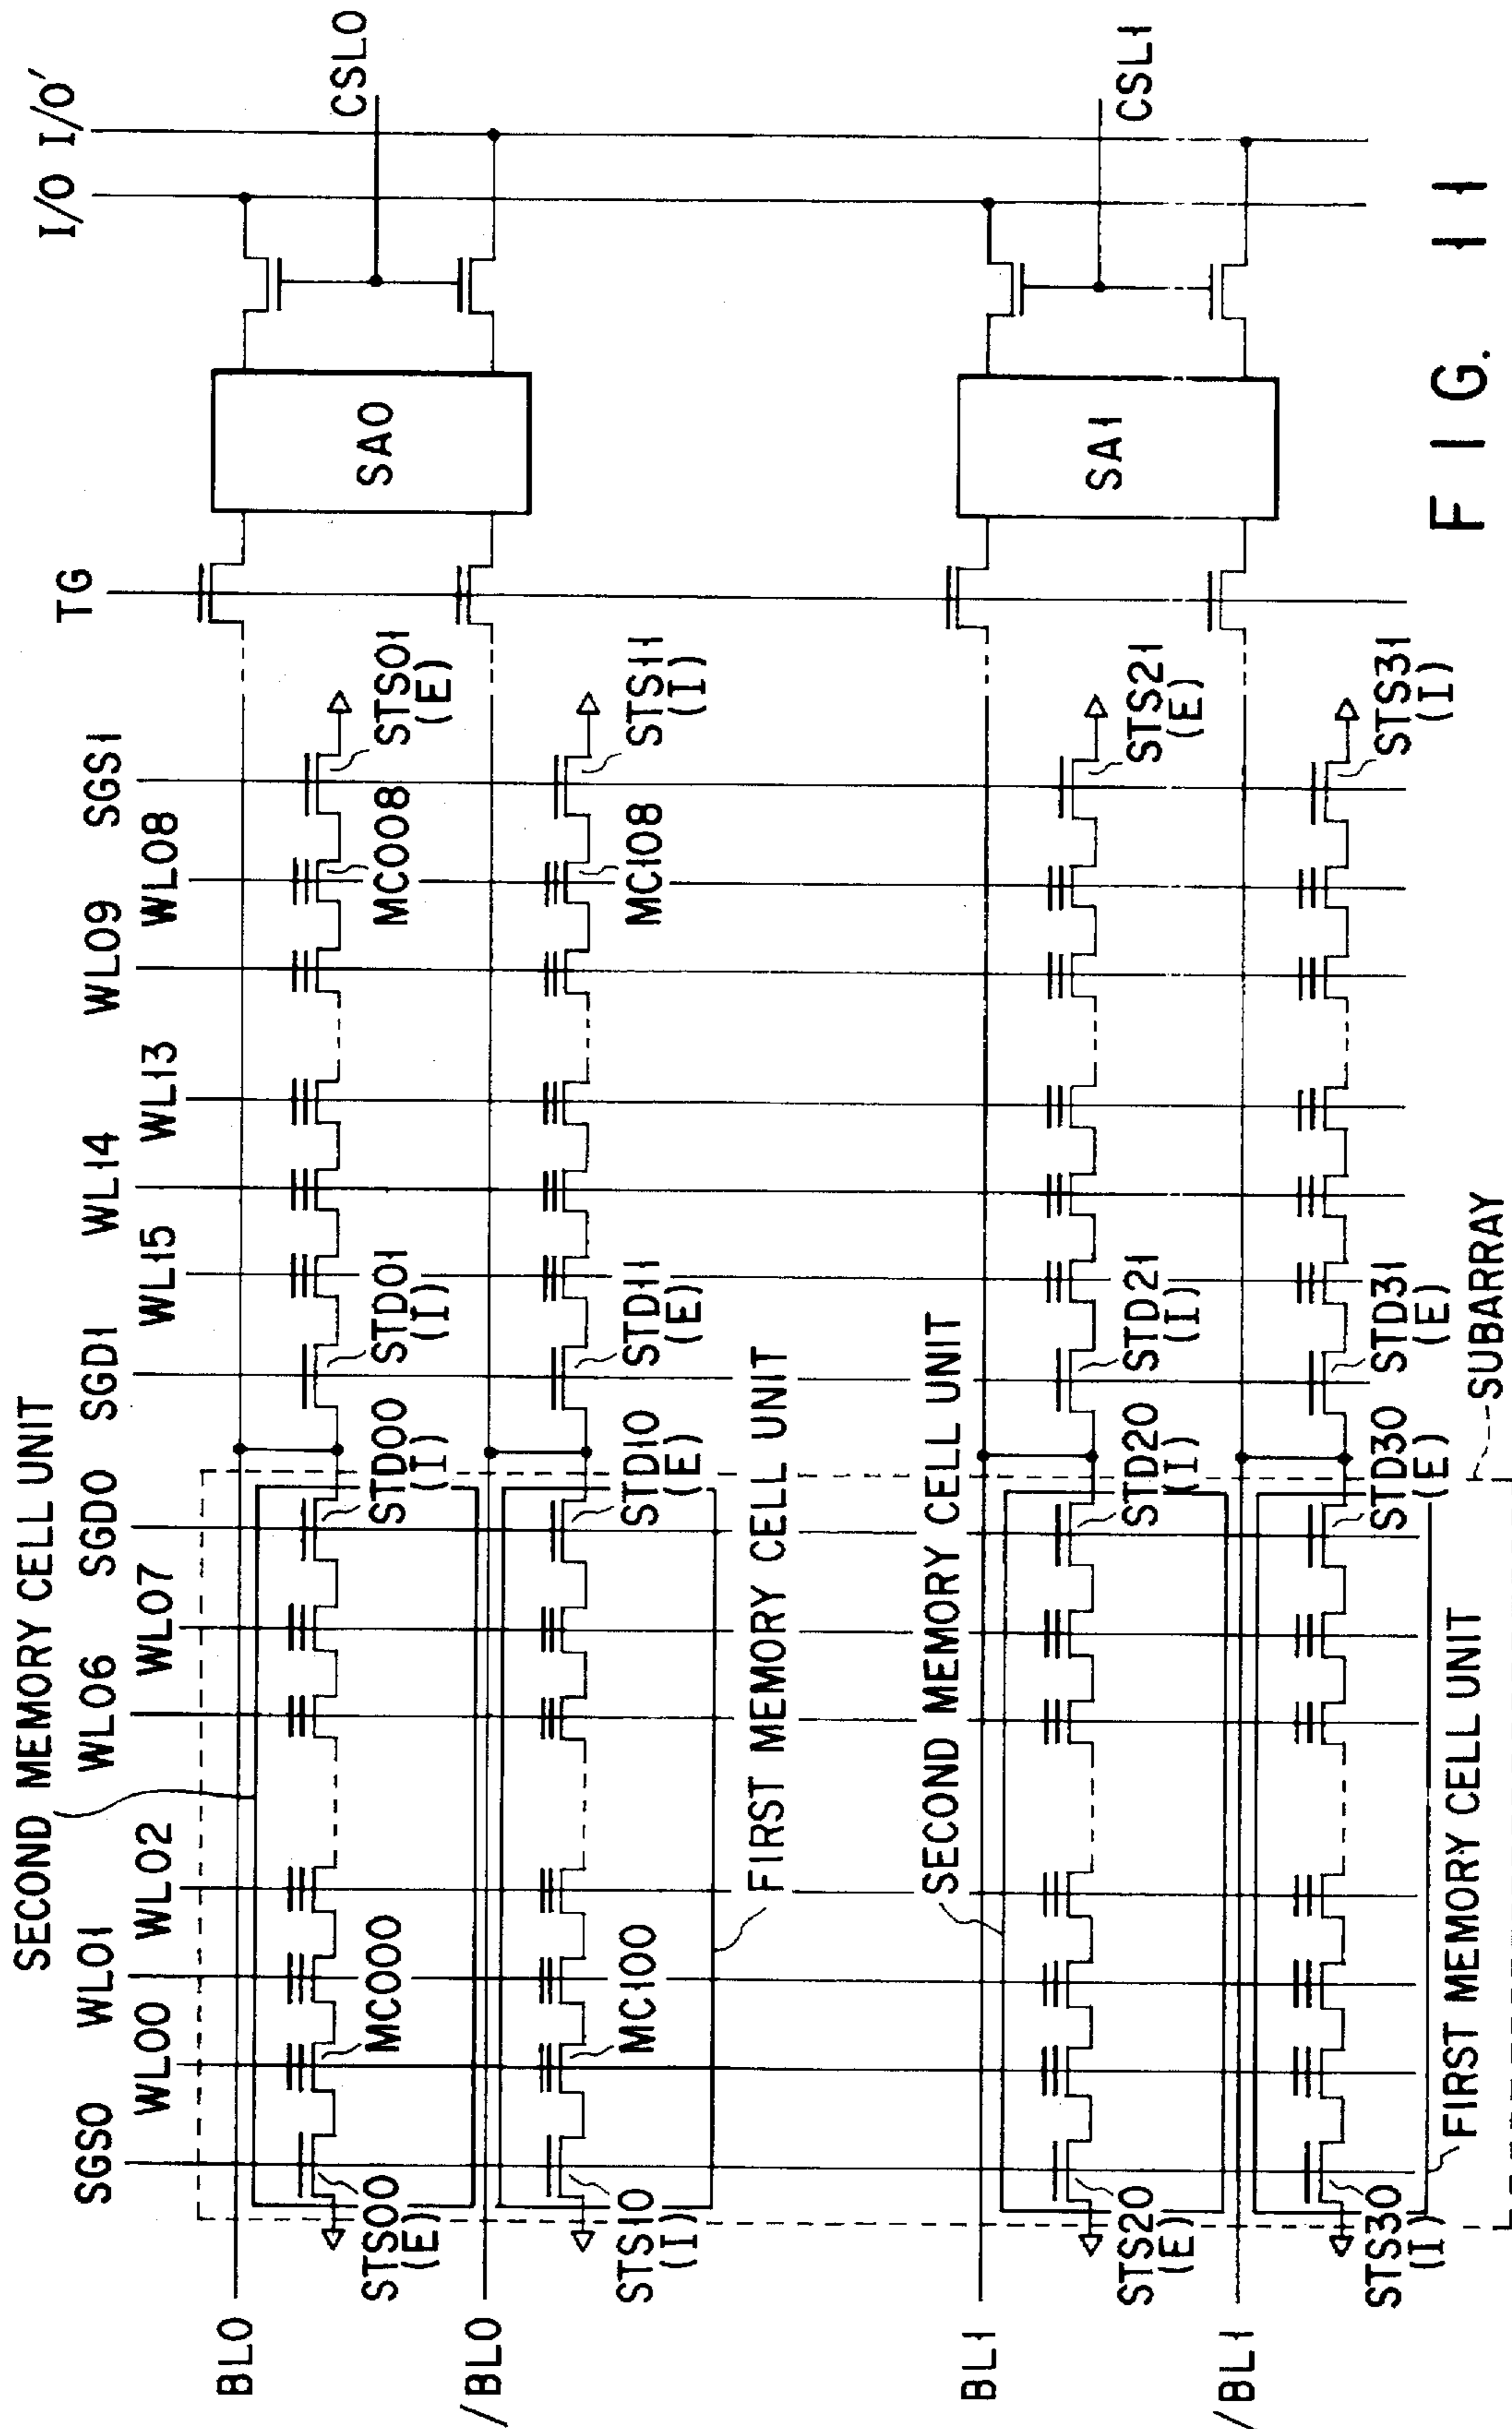 SECOND MEMORY CELL UNIT
SGS0
WL00
WL01
WL02
WL06
WL07
SGD0
SGD1
WL15
WL14
WL13
WL09
WL08
SGS1
TG
I/O
I/O'
BL0
STS00
(E)
MC000
STD00
(I)
STD01
(I)
MC008
STS01
(E)
SA0
CSL0
/BL0
STS10
(I)
MC100
STD10
(E)
STD11
(E)
MC108
STS11
(I)
FIRST MEMORY CELL UNIT
SECOND MEMORY CELL UNIT
BL1
STS20
(E)
STD20
(I)
STD21
(I)
STS21
(E)
SA1
CSL1
/BL1
STS30
(I)
STD30
(E)
STD31
(E)
STS31
(I)
FIRST MEMORY CELL UNIT
SUBARRAY
FIG. 11